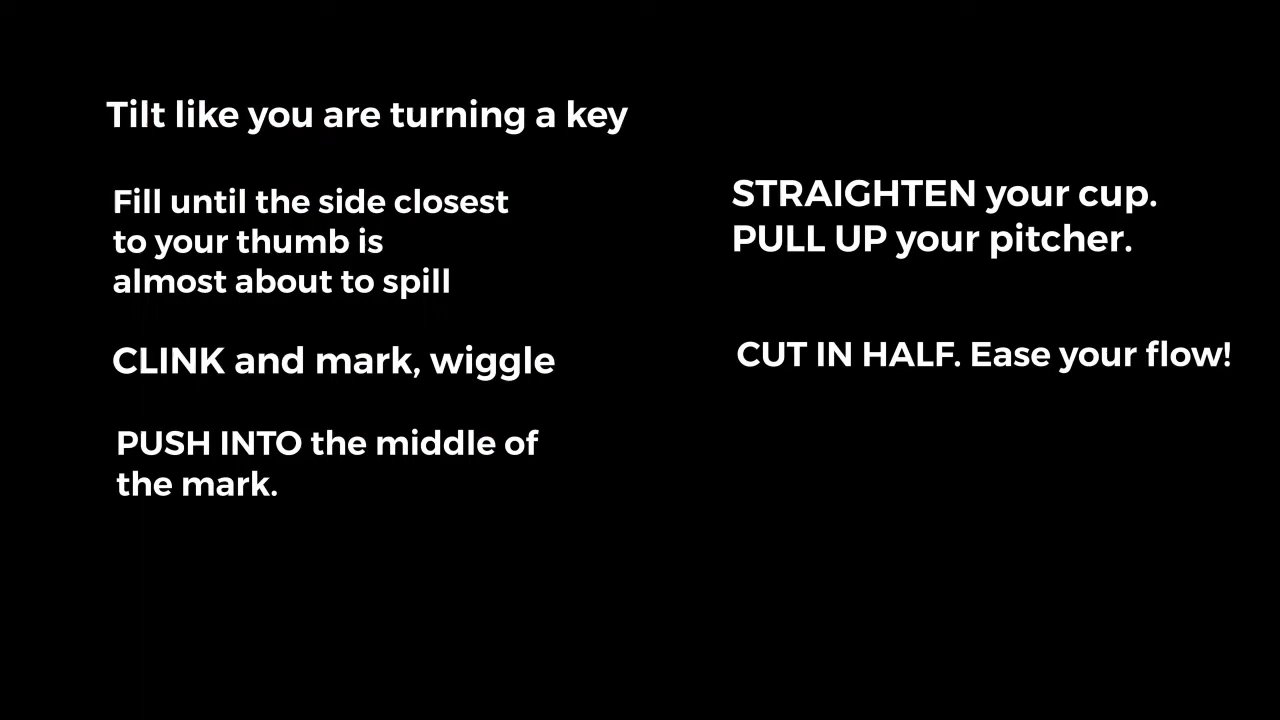 Tilt like you are turning a key
Fill until the side closest
to your thumb is
almost about to spill
CLINK and mark, wiggle
PUSH INTO the middle of
the mark.
STRAIGHTEN your cup.
PULL UP your pitcher.
CUT IN HALF. Ease your flow!